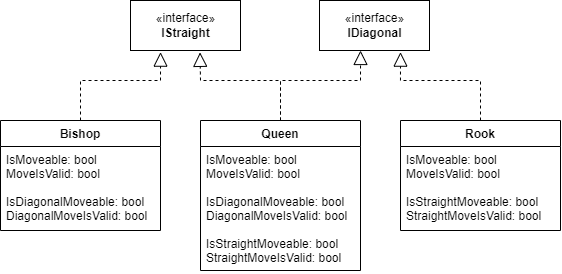 «interface»
IStraight
«interface»
IDiagonal
Bishop
IsMoveable: bool
MoveIsValid: bool
IsDiagonalMoveable: bool
DiagonalMoveIsValid: bool
Queen
IsMoveable: bool
MoveIsValid: bool
IsDiagonalMoveable: bool
DiagonalMoveIsValid: bool
IsStraightMoveable: bool
StraightMoveIsValid: bool
Rook
IsMoveable: bool
MoveIsValid: bool
IsStraightMoveable: bool
StraightMoveIsValid: bool